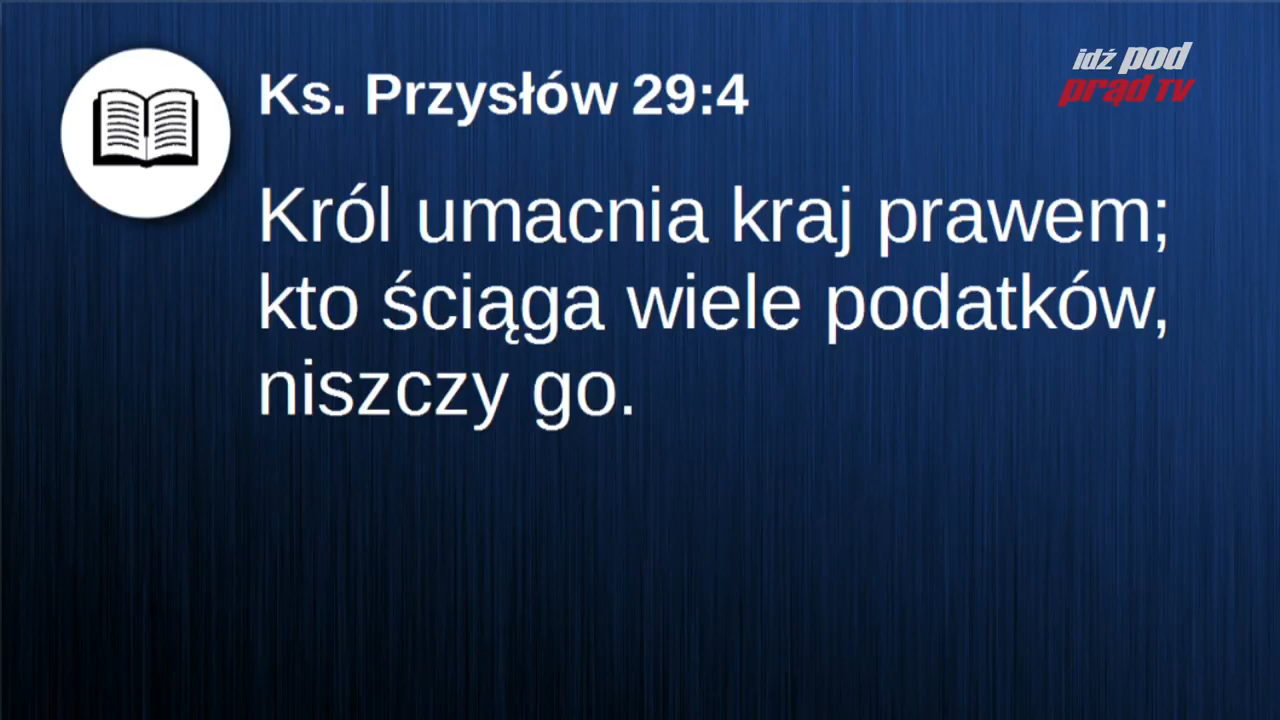 idź pod
prąd TV
Ks. Przysłów 29:4
Król umacnia kraj prawem;
kto ściąga wiele podatków,
niszczy go.